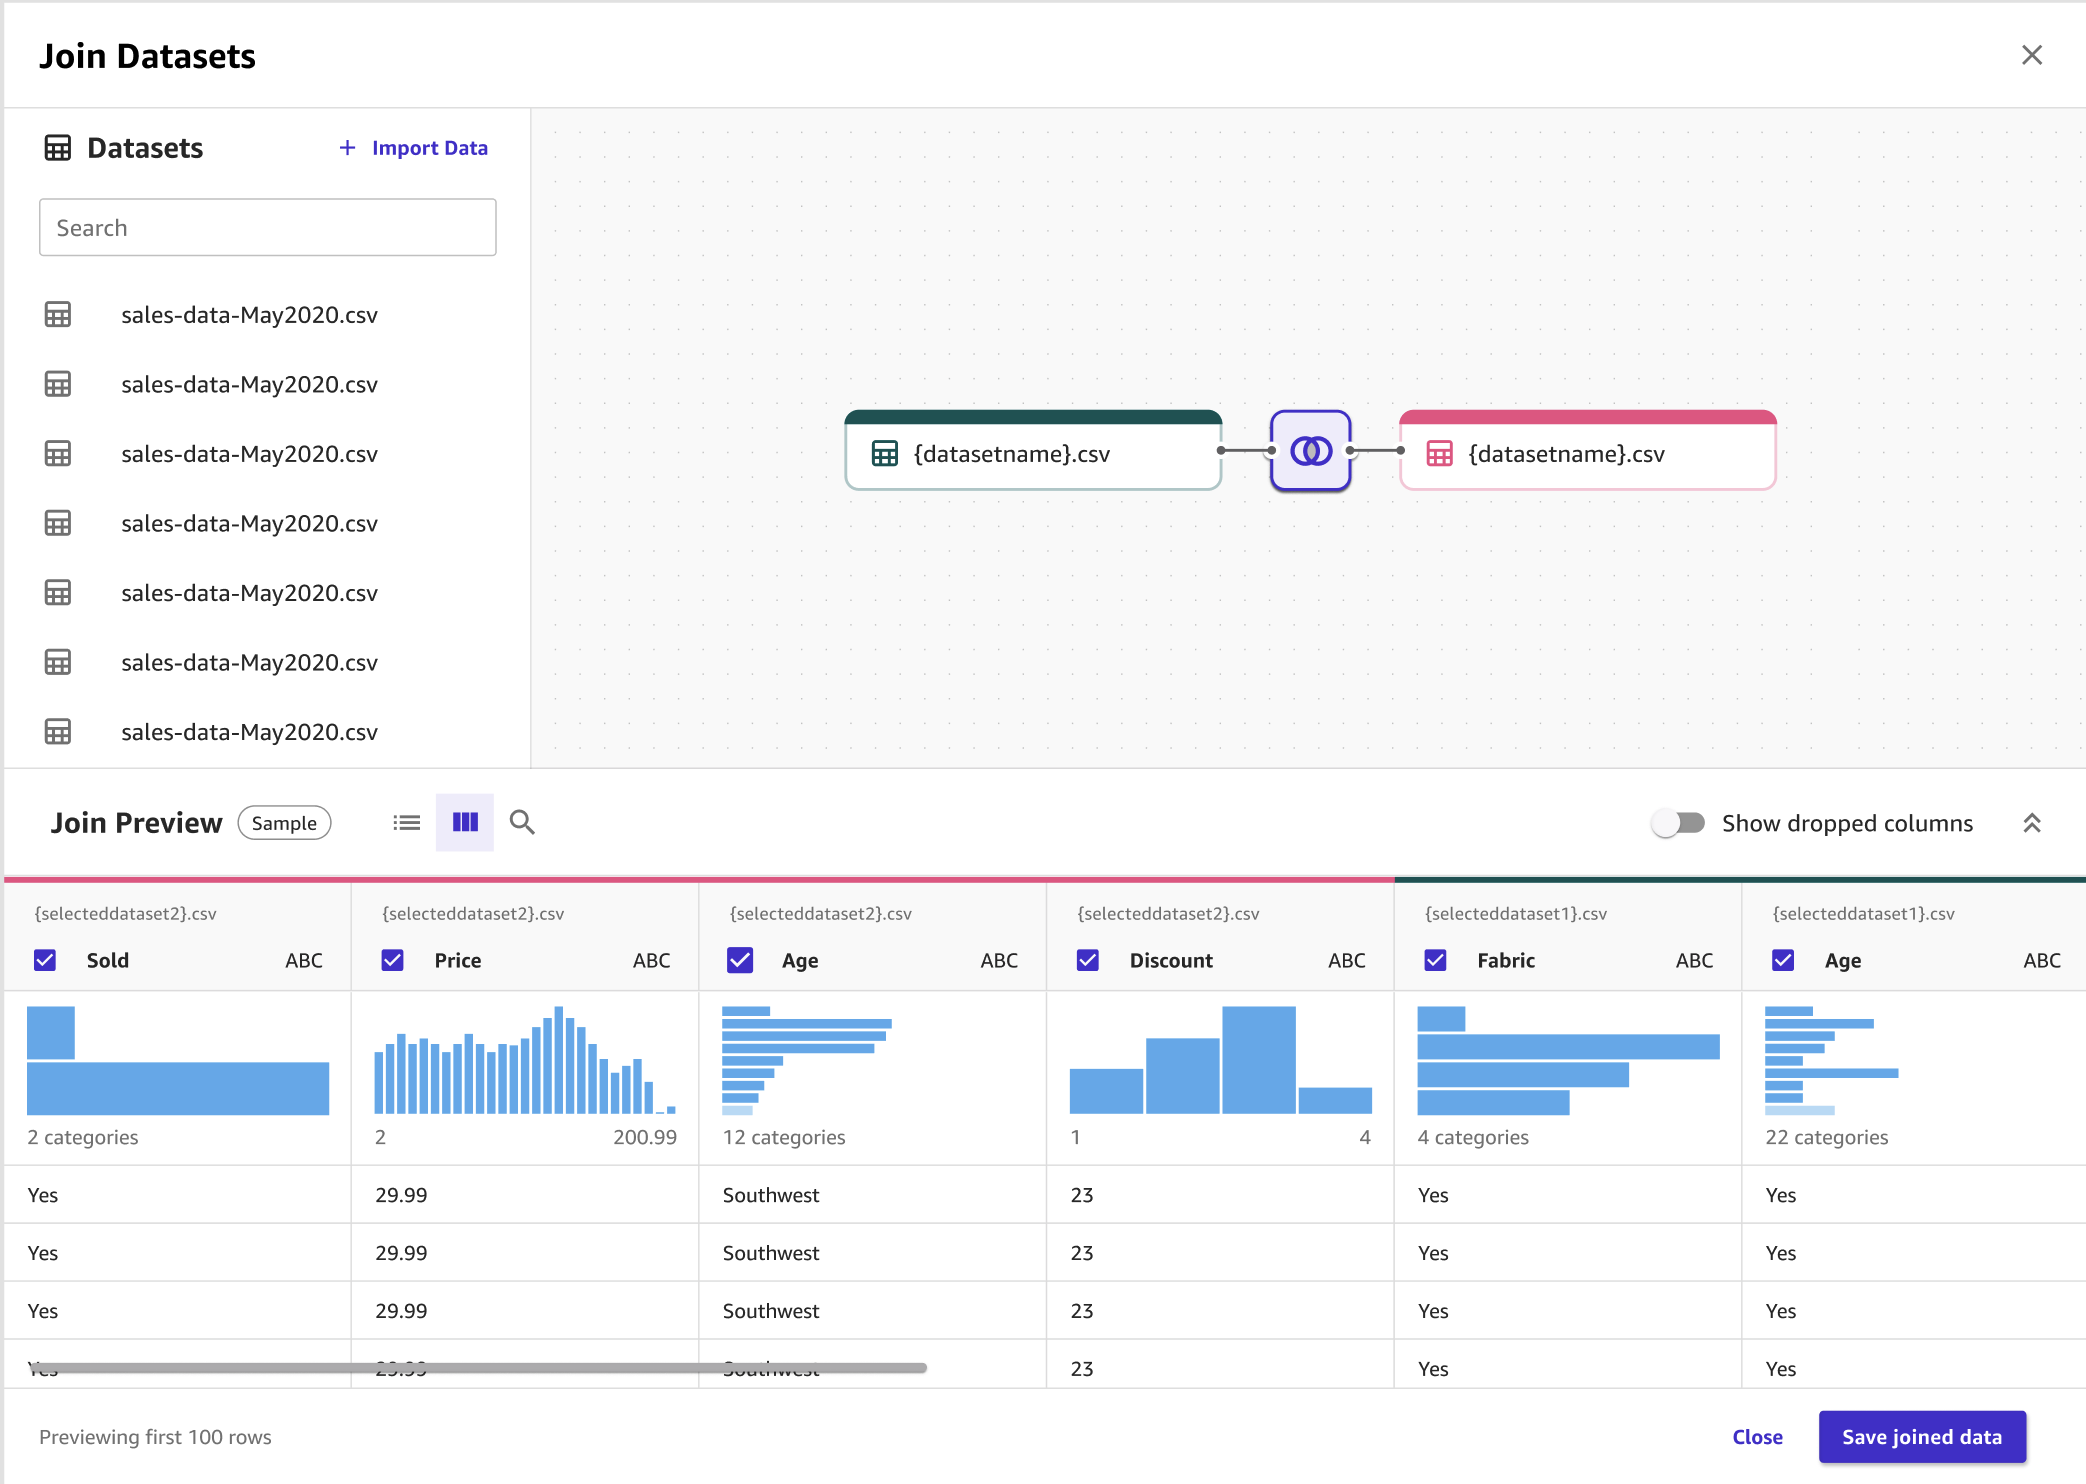 Join Datasets
Datasets
+ Import Data
Search
sales-data-May2020.csv
sales-data-May2020.csv
sales-data-May2020.csv
sales-data-May2020.csv
sales-data-May2020.csv
sales-data-May2020.csv
sales-data-May2020.csv
{datasetname}.csv
{datasetname}.csv
Join Preview Sample
Show dropped columns
{selecteddataset2}.csv {selecteddataset2}.csv {selecteddataset2}.csv {selecteddataset2}.csv {selecteddataset1}.csv {selecteddataset1}.csv
Sold ABC Price ABC Age ABC Discount ABC Fabric ABC Age ABC
2 categories 2 200.99 12 categories 1 4 4 categories 22 categories
Yes 29.99 Southwest 23 Yes Yes
Yes 29.99 Southwest 23 Yes Yes
Yes 29.99 Southwest 23 Yes Yes
Yes 29.99 Southwest 23 Yes Yes
Previewing first 100 rows
Close
Save joined data